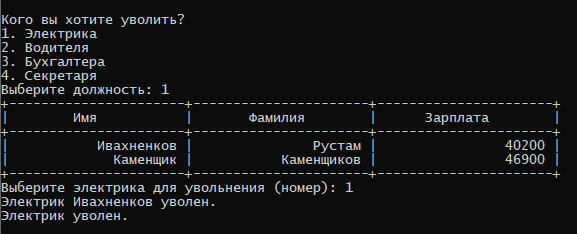 Кого вы хотите уволить?
1. Электрика
2. Водителя
3. Бухгалтера
4. Секретаря
Выберите должность: 1
+----------------------+----------------------+----------------------+
|        Имя           |       Фамилия        |      Зарплата        |
+----------------------+----------------------+----------------------+
|           Ивахненков |               Рустам |                40200 |
|             Каменщик |           Каменщиков |                46900 |
+----------------------+----------------------+----------------------+
Выберите электрика для увольнения (номер): 1
Электрик Ивахненков уволен.
Электрик уволен.